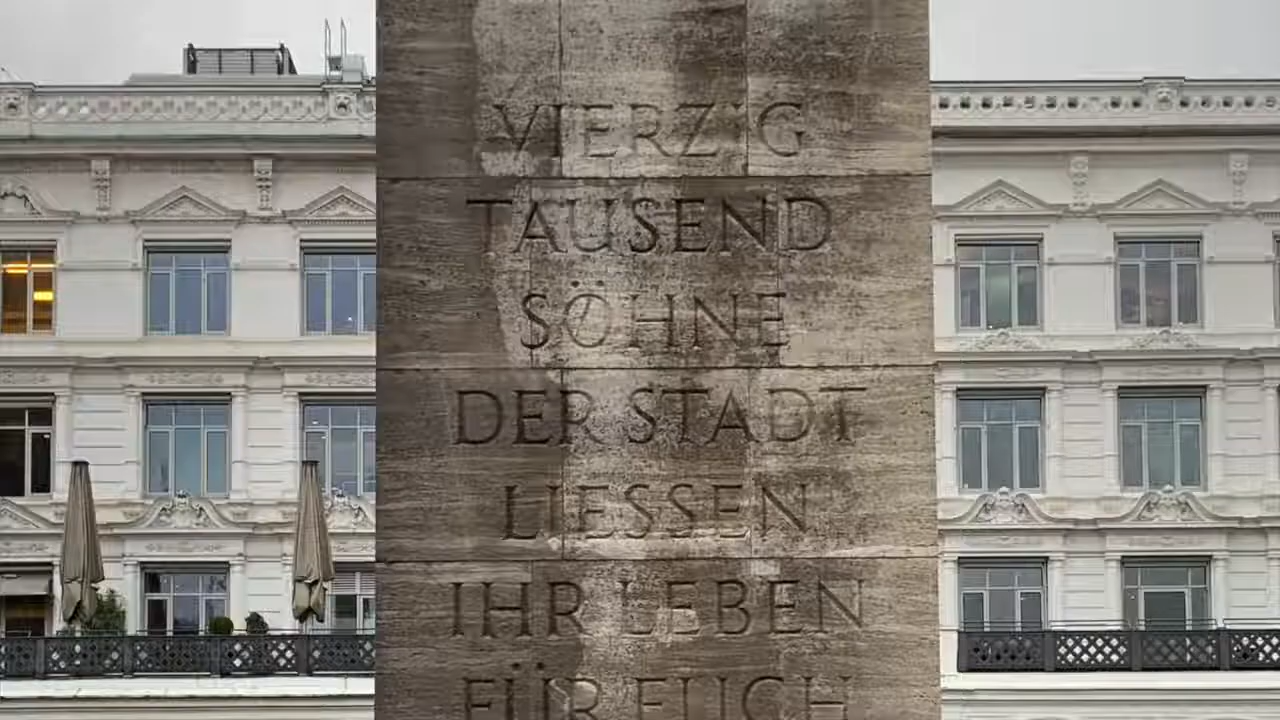 VIERZIG
TAUSEND
SÖHNE
DER STADT
LIESSEN
IHR LEBEN
FÜR EUCH